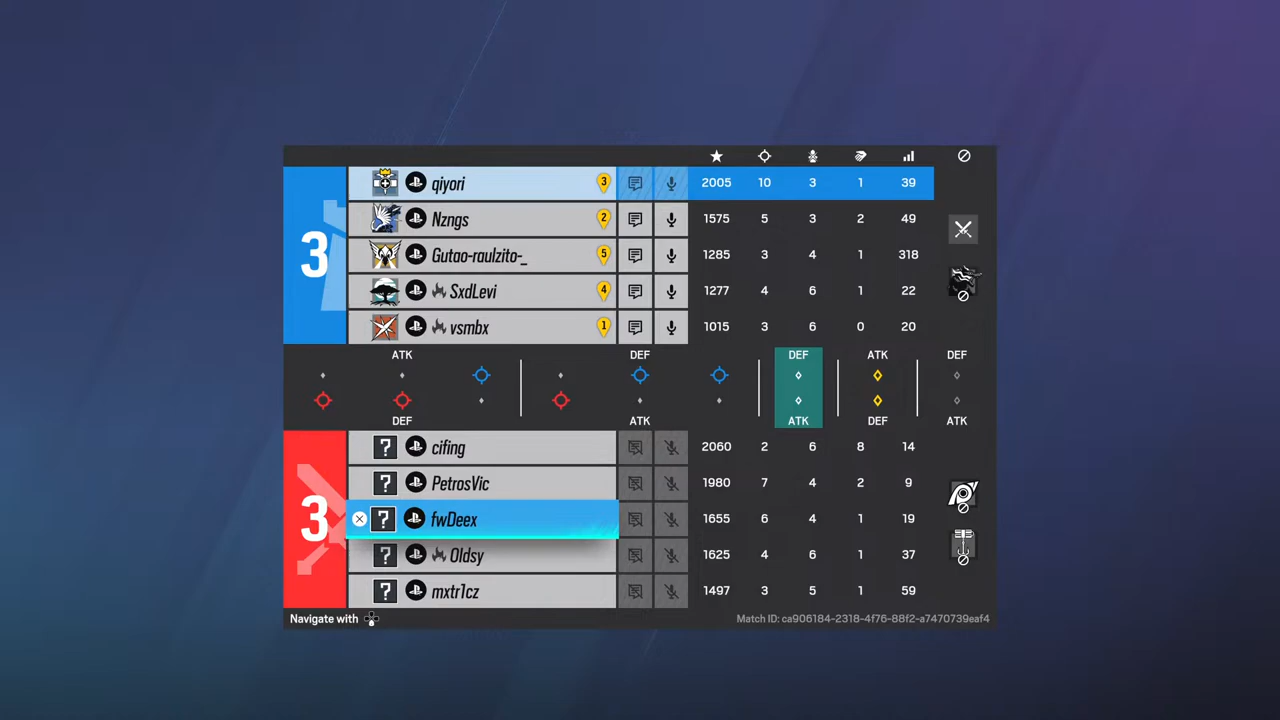 3
qiyori 3 2005 10 3 1 39
Nzngs 2 1575 5 3 2 49
Gutao-raulzito-_ 5 1285 3 4 1 318
SxdLevi 4 1277 4 6 1 22
vsmbx 1 1015 3 6 0 20
ATK DEF DEF ATK DEF
DEF ATK ATK DEF ATK
3
? cifing 2060 2 6 8 14
? PetrosVic 1980 7 4 2 9
? fwDeex 1655 6 4 1 19
? Oldsy 1625 4 6 1 37
? mxtr1cz 1497 3 5 1 59
Navigate with Match ID: ca906184-2318-4f76-88f2-a7470739eaf4